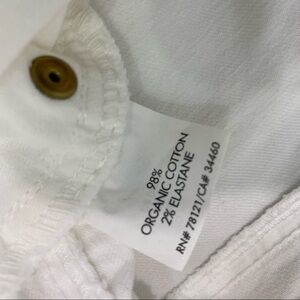 98%
ORGANIC COTTON
2% ELASTANE
RN# 78121/CA# 34460